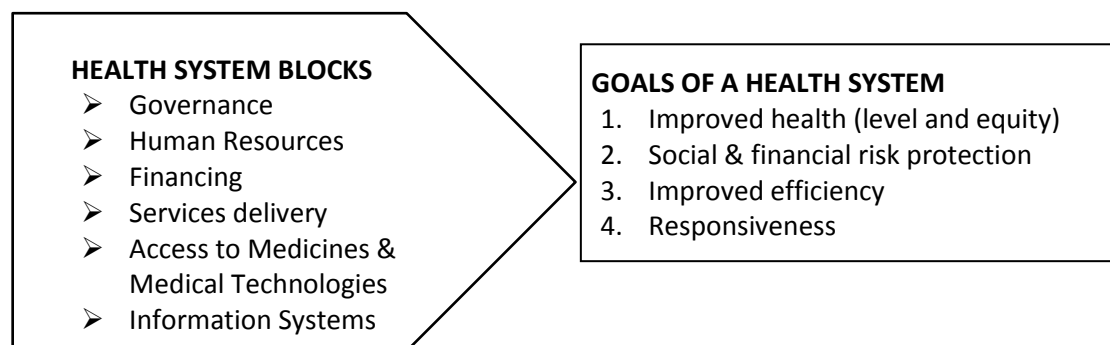 HEALTH SYSTEM BLOCKS
➢ Governance
➢ Human Resources
➢ Financing
➢ Services delivery
➢ Access to Medicines &
Medical Technologies
➢ Information Systems
GOALS OF A HEALTH SYSTEM
1. Improved health (level and equity)
2. Social & financial risk protection
3. Improved efficiency
4. Responsiveness